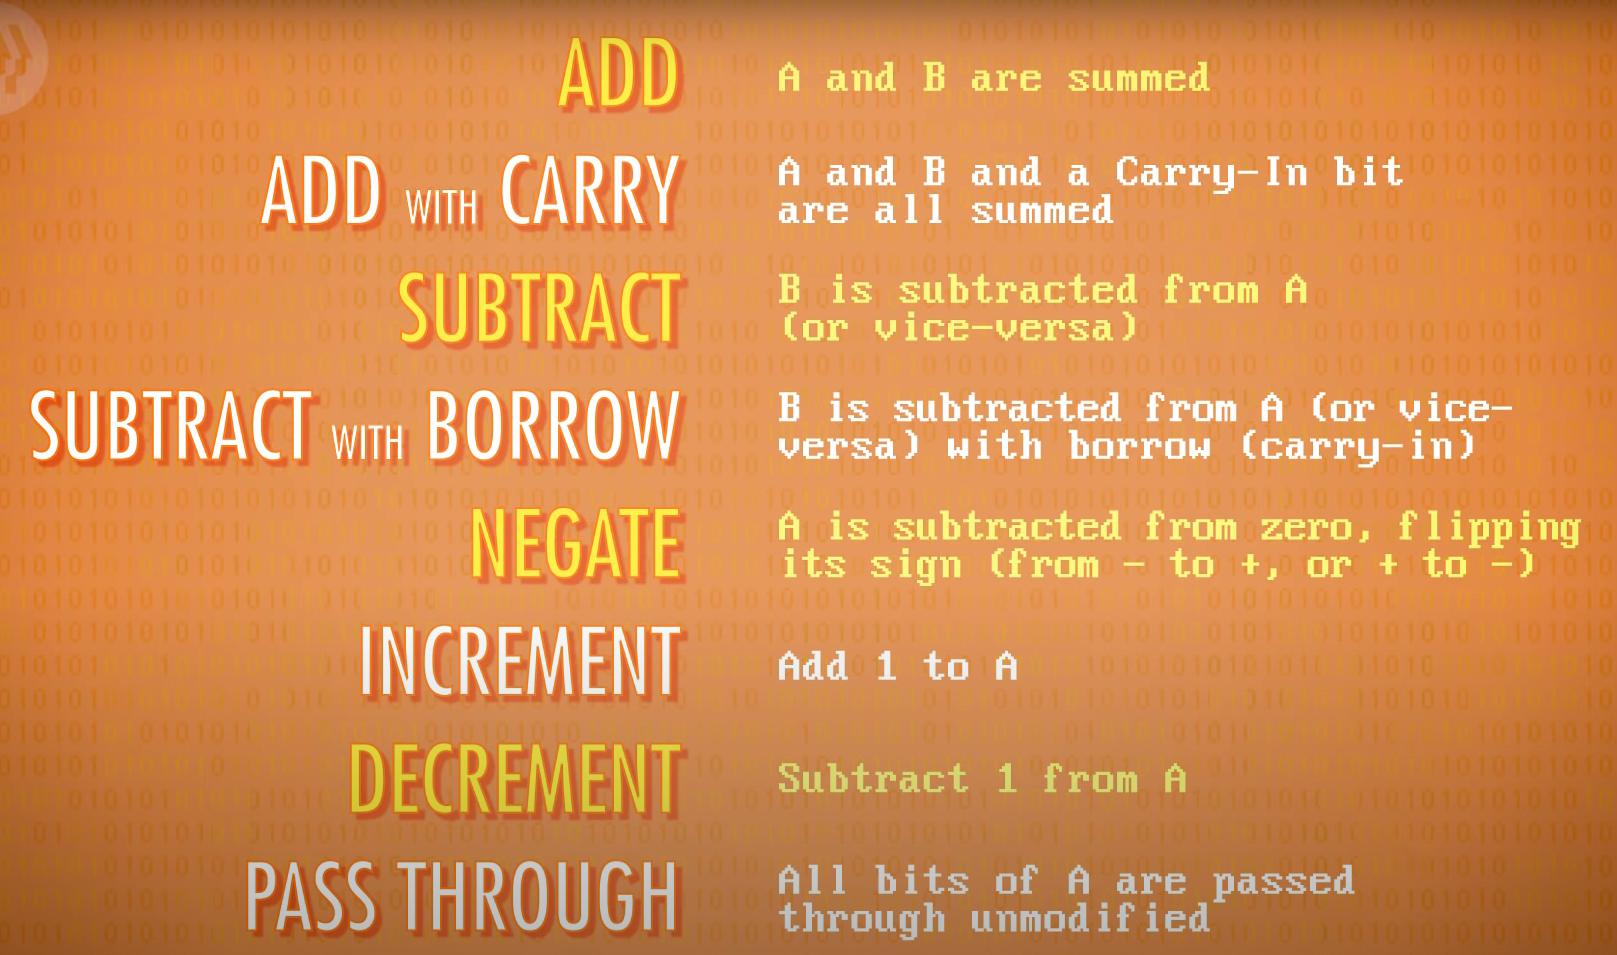 ADD
A and B are summed
ADD WITH CARRY
A and B and a Carry-In bit
are all summed
SUBTRACT
B is subtracted from A
(or vice-versa)
SUBTRACT WITH BORROW
B is subtracted from A (or vice-
versa) with borrow (carry-in)
NEGATE
A is subtracted from zero, flipping
its sign (from - to +, or + to -)
INCREMENT
Add 1 to A
DECREMENT
Subtract 1 from A
PASS THROUGH
All bits of A are passed
through unmodified